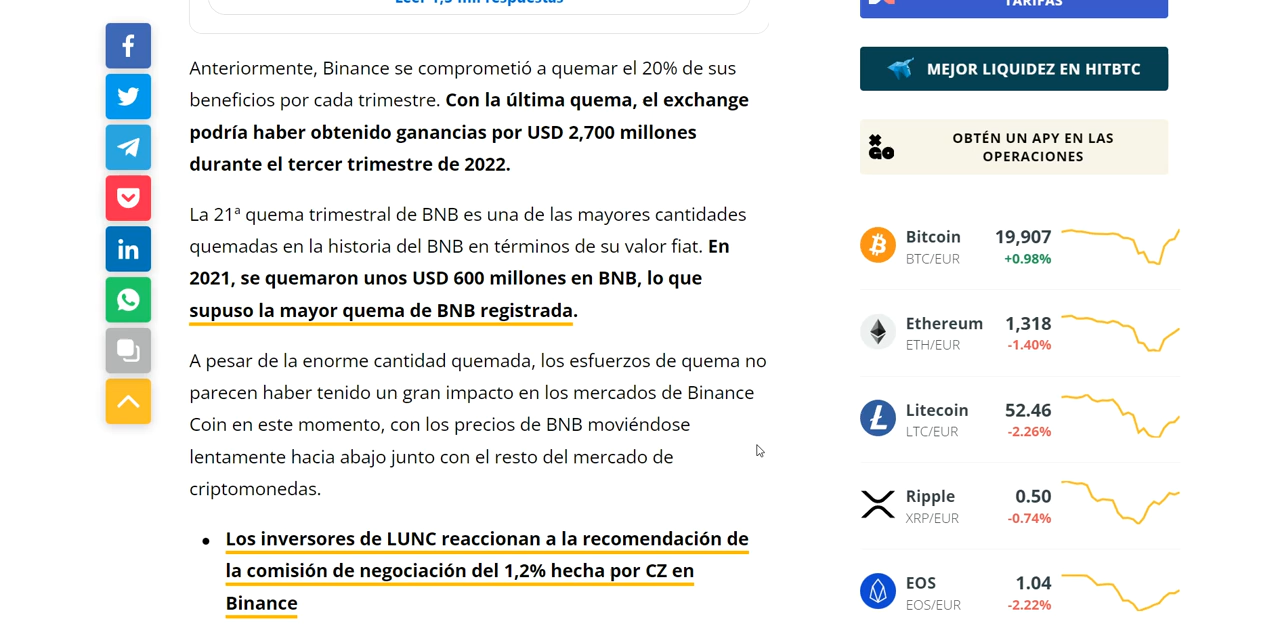 Leer 1,5 mil respuestas
Anteriormente, Binance se comprometió a quemar el 20% de sus
beneficios por cada trimestre. Con la última quema, el exchange
podría haber obtenido ganancias por USD 2,700 millones
durante el tercer trimestre de 2022.
La 21ª quema trimestral de BNB es una de las mayores cantidades
quemadas en la historia del BNB en términos de su valor fiat. En
2021, se quemaron unos USD 600 millones en BNB, lo que
supuso la mayor quema de BNB registrada.
A pesar de la enorme cantidad quemada, los esfuerzos de quema no
parecen haber tenido un gran impacto en los mercados de Binance
Coin en este momento, con los precios de BNB moviéndose
lentamente hacia abajo junto con el resto del mercado de
criptomonedas.
• Los inversores de LUNC reaccionan a la recomendación de
la comisión de negociación del 1,2% hecha por CZ en
Binance
TARIFAS
MEJOR LIQUIDEZ EN HITBTC
GO
OBTÉN UN APY EN LAS
OPERACIONES
Bitcoin 19,907
BTC/EUR +0.98%
Ethereum 1,318
ETH/EUR -1.40%
Litecoin 52.46
LTC/EUR -2.26%
Ripple 0.50
XRP/EUR -0.74%
EOS 1.04
EOS/EUR -2.22%